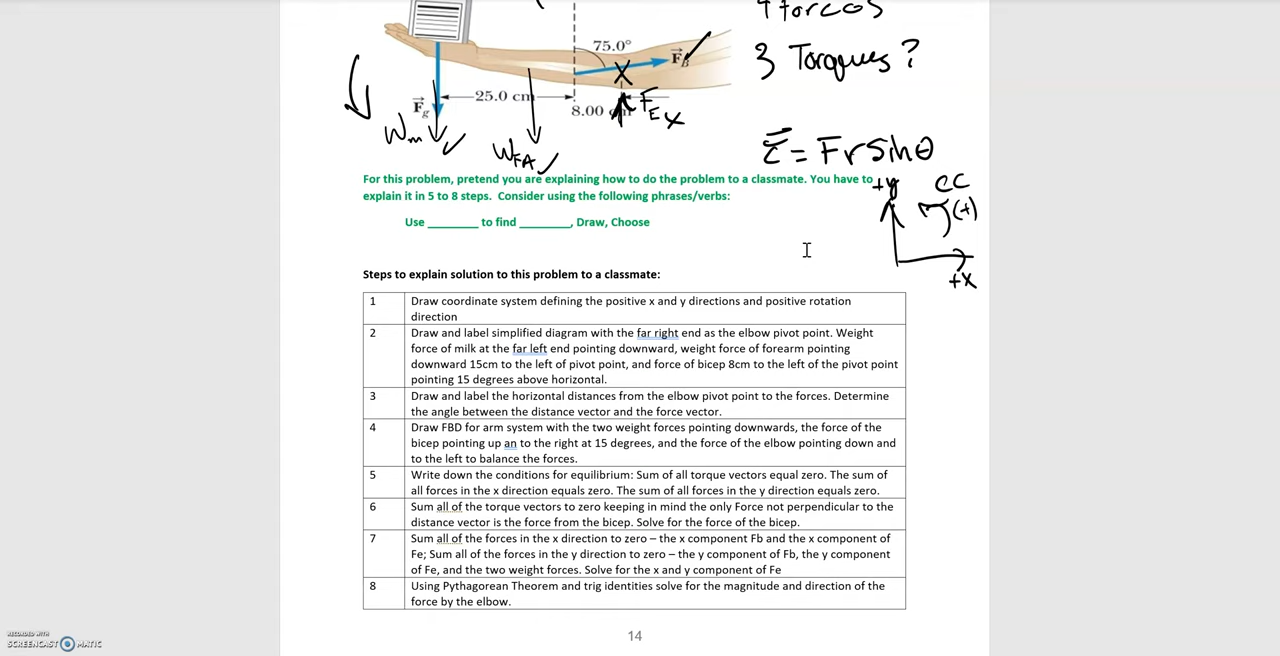 4 forces
3 Torques ?
75.0°
F_B
25.0 cm
F_g
8.00
F_E
x
W_m
W_FA
τ = F r sin θ
For this problem, pretend you are explaining how to do the problem to a classmate. You have to
explain it in 5 to 8 steps. Consider using the following phrases/verbs:
+y
cc
(+)
Use ________ to find ________, Draw, Choose
+x
Steps to explain solution to this problem to a classmate:
1 Draw coordinate system defining the positive x and y directions and positive rotation
direction
2 Draw and label simplified diagram with the far right end as the elbow pivot point. Weight
force of milk at the far left end pointing downward, weight force of forearm pointing
downward 15cm to the left of pivot point, and force of bicep 8cm to the left of the pivot point
pointing 15 degrees above horizontal.
3 Draw and label the horizontal distances from the elbow pivot point to the forces. Determine
the angle between the distance vector and the force vector.
4 Draw FBD for arm system with the two weight forces pointing downwards, the force of the
bicep pointing up an to the right at 15 degrees, and the force of the elbow pointing down and
to the left to balance the forces.
5 Write down the conditions for equilibrium: Sum of all torque vectors equal zero. The sum of
all forces in the x direction equals zero. The sum of all forces in the y direction equals zero.
6 Sum all of the torque vectors to zero keeping in mind the only Force not perpendicular to the
distance vector is the force from the bicep. Solve for the force of the bicep.
7 Sum all of the forces in the x direction to zero – the x component Fb and the x component of
Fe; Sum all of the forces in the y direction to zero – the y component of Fb, the y component
of Fe, and the two weight forces. Solve for the x and y component of Fe
8 Using Pythagorean Theorem and trig identities solve for the magnitude and direction of the
force by the elbow.
14
RECORDED WITH
SCREENCAST MATIC